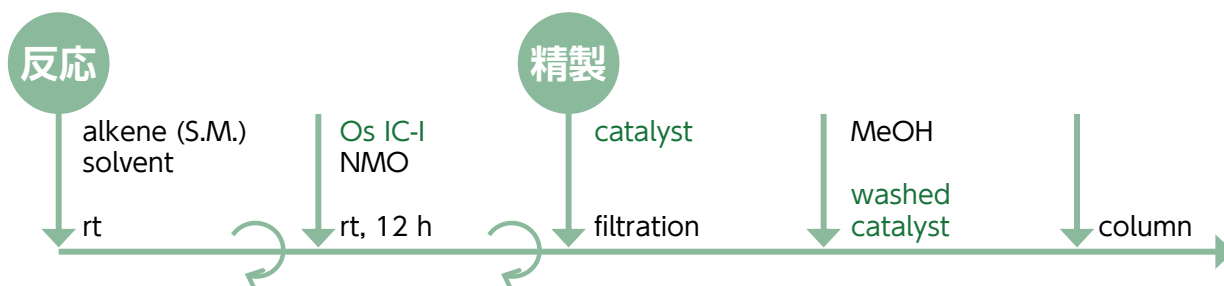 反応
精製
alkene (S.M.)
solvent
rt
Os IC-I
NMO
rt, 12 h
catalyst
filtration
MeOH
washed
catalyst
column